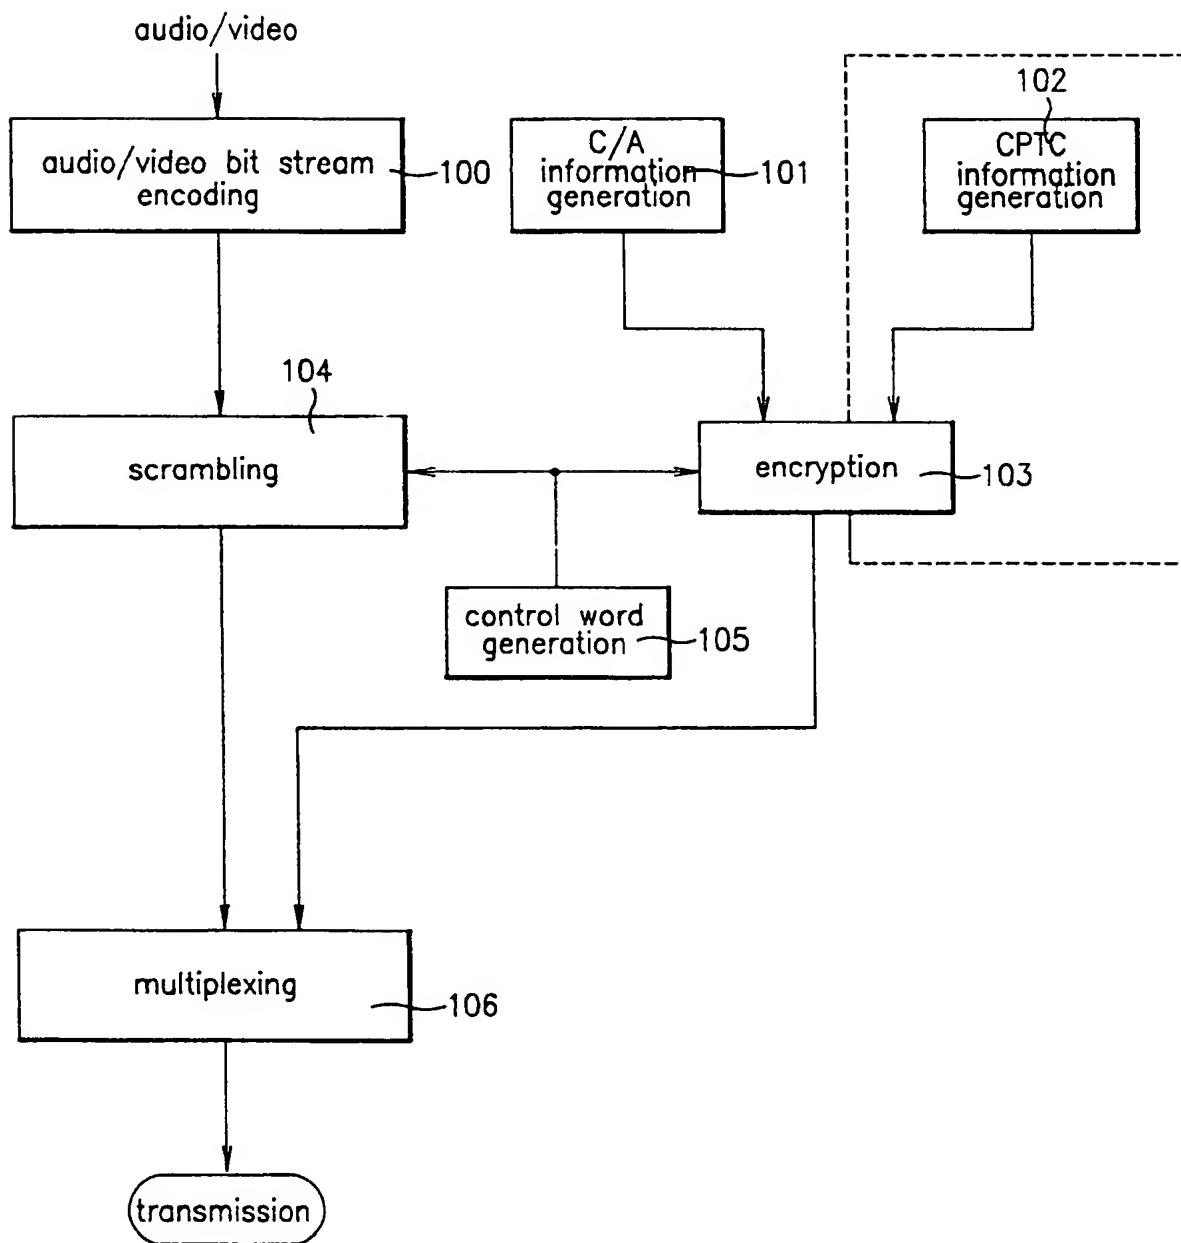 audio/video
audio/video bit stream
encoding
100
C/A
information
generation
101
102
CPTC
information
generation
104
scrambling
encryption
103
control word
generation
105
multiplexing
106
transmission